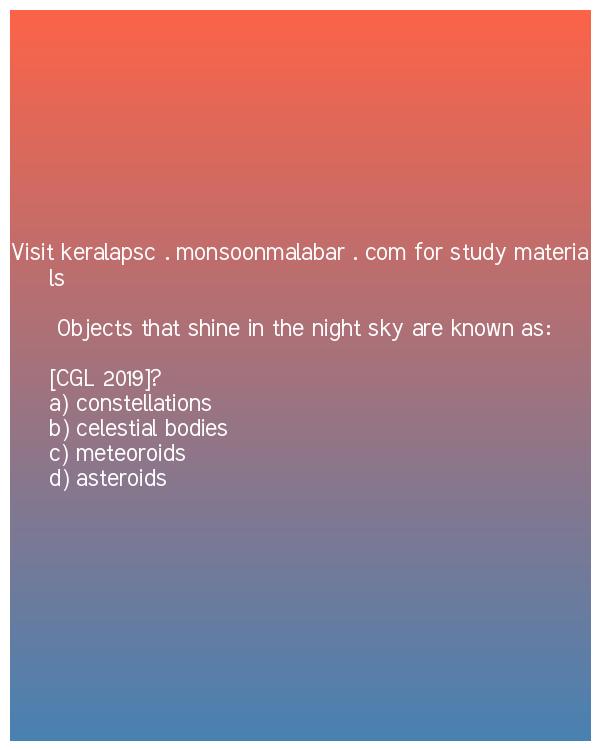 Visit keralapsc . monsoonmalabar . com for study materia
ls
Objects that shine in the night sky are known as:
[CGL 2019]?
a) constellations
b) celestial bodies
c) meteoroids
d) asteroids